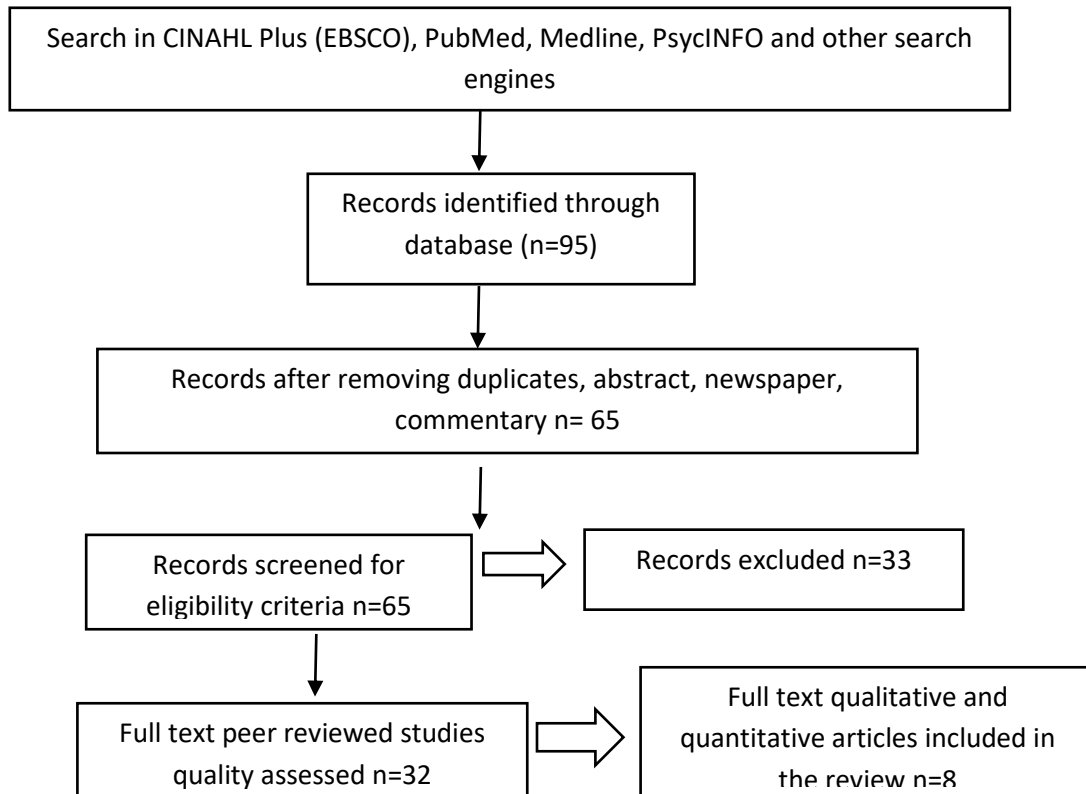 Search in CINAHL Plus (EBSCO), PubMed, Medline, PsycINFO and other search
engines
Records identified through
database (n=95)
Records after removing duplicates, abstract, newspaper,
commentary n= 65
Records screened for
eligibility criteria n=65
Records excluded n=33
Full text peer reviewed studies
quality assessed n=32
Full text qualitative and
quantitative articles included in
the review n=8